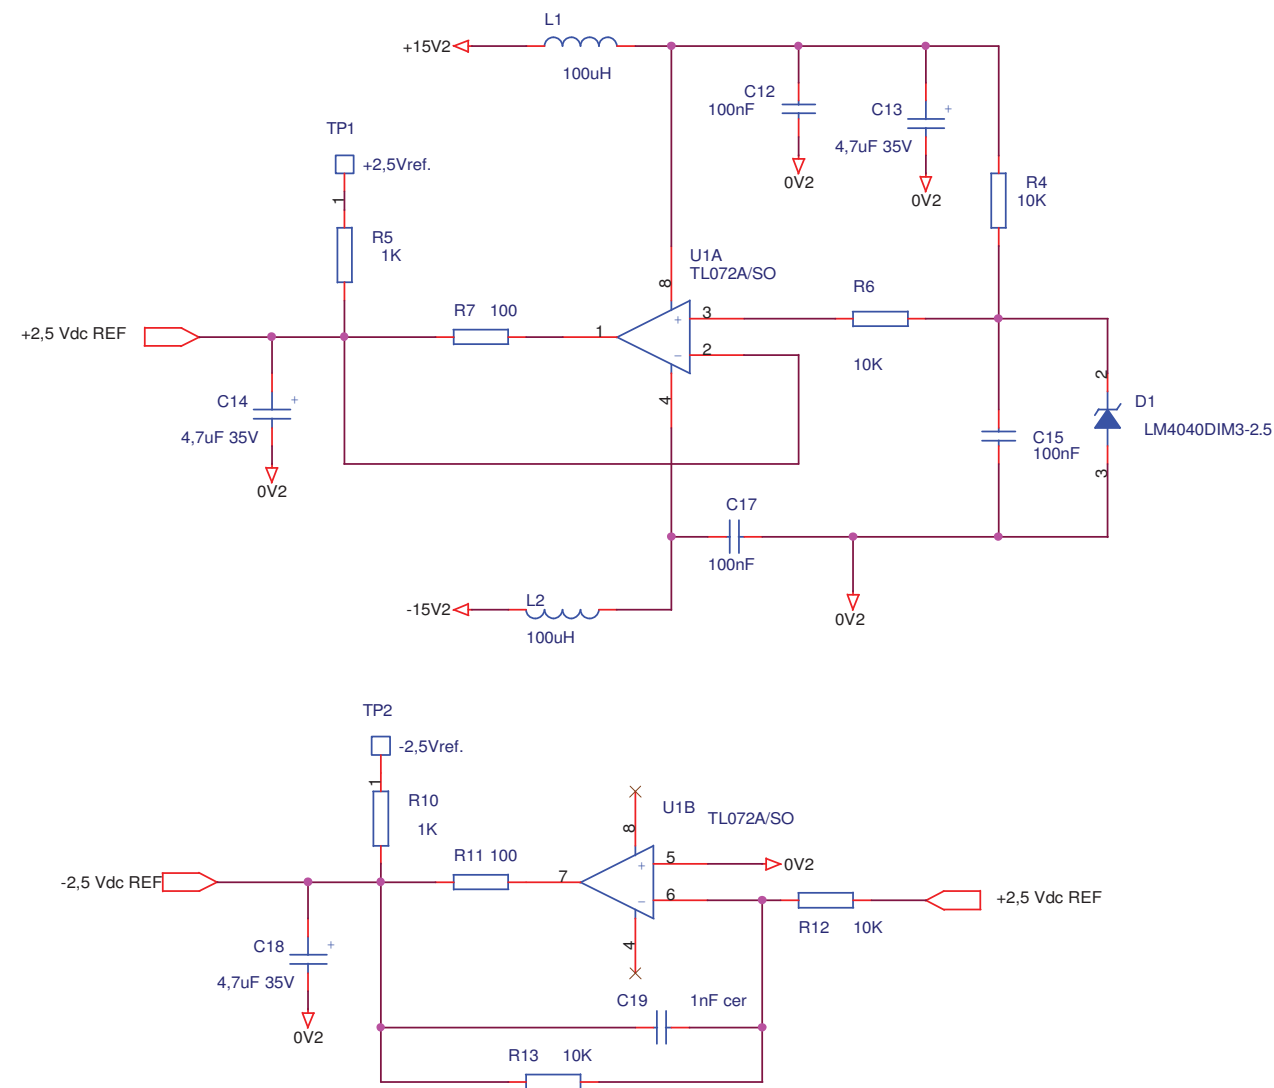 L1
+15V2
100uH
C12
100nF
C13
+
4,7uF 35V
TP1
+2,5Vref.
0V2
0V2
R4
10K
1
R5
1K
U1A
TL072A/SO
8
R6
R7 100
3
+
+2,5 Vdc REF
1
2
−
10K
4
2
C14
+
4,7uF 35V
D1
LM4040DIM3-2.5
C15
100nF
3
0V2
C17
100nF
-15V2
L2
0V2
100uH
TP2
-2,5Vref.
1
R10
1K
U1B
TL072A/SO
8
R11 100
5
+
0V2
7
-2,5 Vdc REF
6
−
+2,5 Vdc REF
R12 10K
4
C18
+
4,7uF 35V
C19 1nF cer
0V2
R13 10K